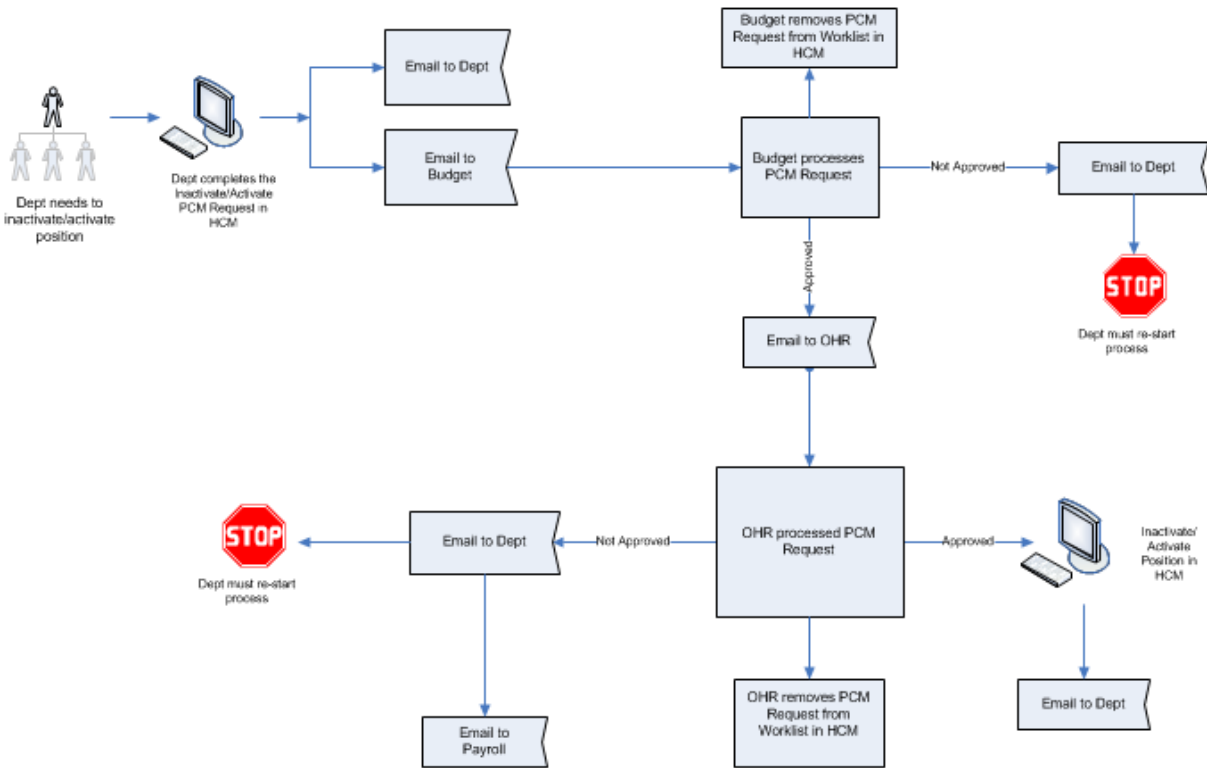 Budget removes PCM
Request from Worklist in
HCM
Email to Dept
Email to
Budget
Budget processes
PCM Request
Not Approved
Email to Dept
Dept needs to
inactivate/activate
position
Dept completes the
Inactivate/Activate
PCM Request in
HCM
Approved
STOP
Dept must re-start
process
Email to OHR
STOP
Dept must re-start
process
Email to Dept
Not Approved
OHR processed PCM
Request
Approved
Inactivate/
Activate
Position in
HCM
Email to
Payroll
OHR removes PCM
Request from
Worklist in HCM
Email to Dept